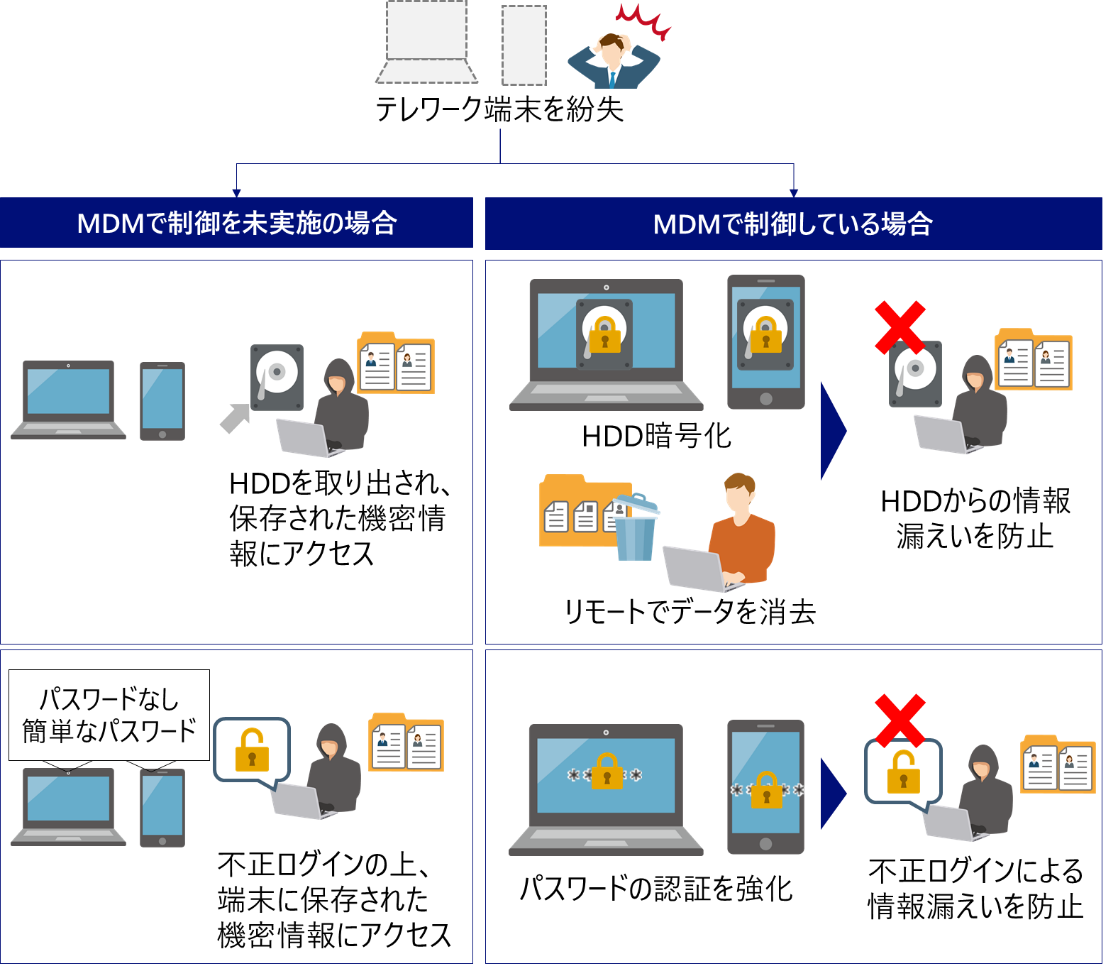 テレワーク端末を紛失
MDMで制御を未実施の場合
MDMで制御している場合
HDDを取り出され、
保存された機密情
報にアクセス
HDD暗号化
リモートでデータを消去
HDDからの情報
漏えいを防止
パスワードなし
簡単なパスワード
不正ログインの上、
端末に保存された
機密情報にアクセス
****
パスワードの認証を強化
不正ログインによる
情報漏えいを防止